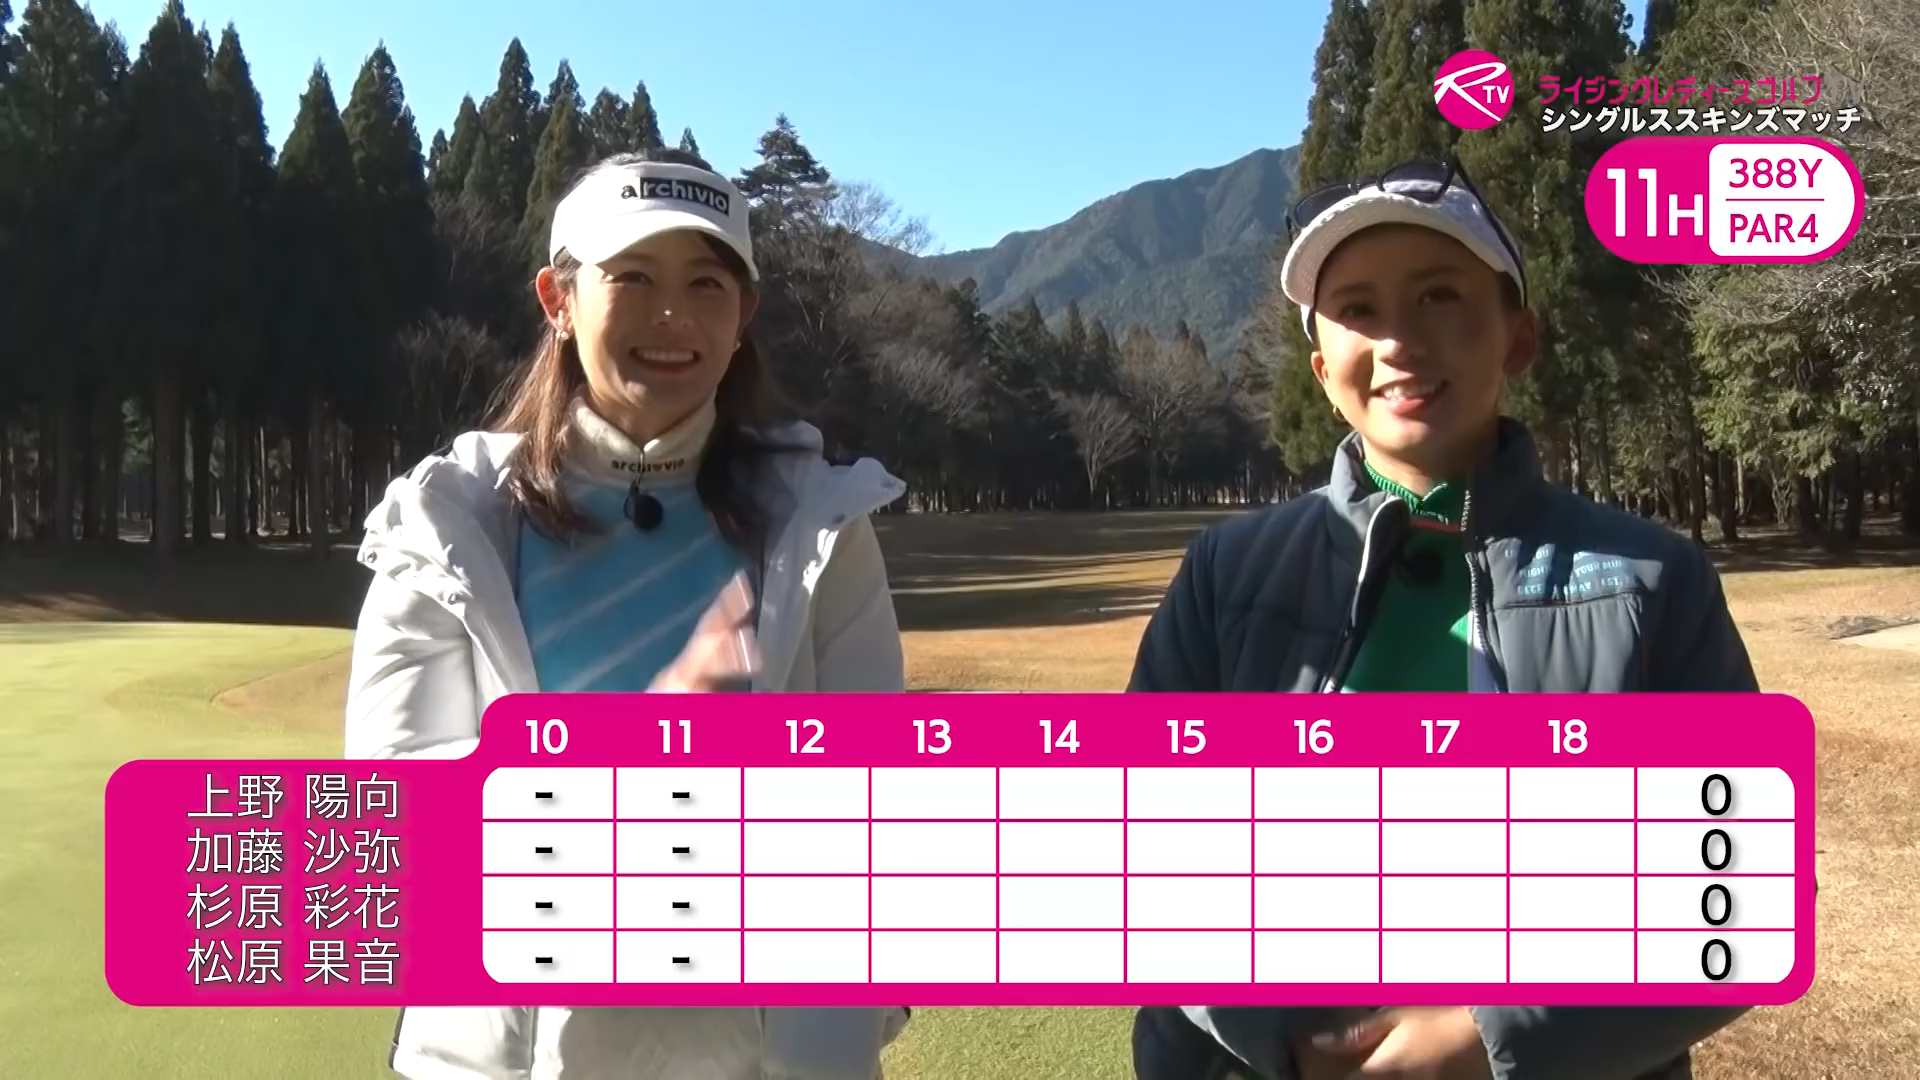 RTV
ライジングレディースゴルフ
シングルススキンズマッチ
11H
388Y
PAR4
archivio
archivio
10 11 12 13 14 15 16 17 18
上野 陽向 - - 0
加藤 沙弥 - - 0
杉原 彩花 - - 0
松原 果音 - - 0